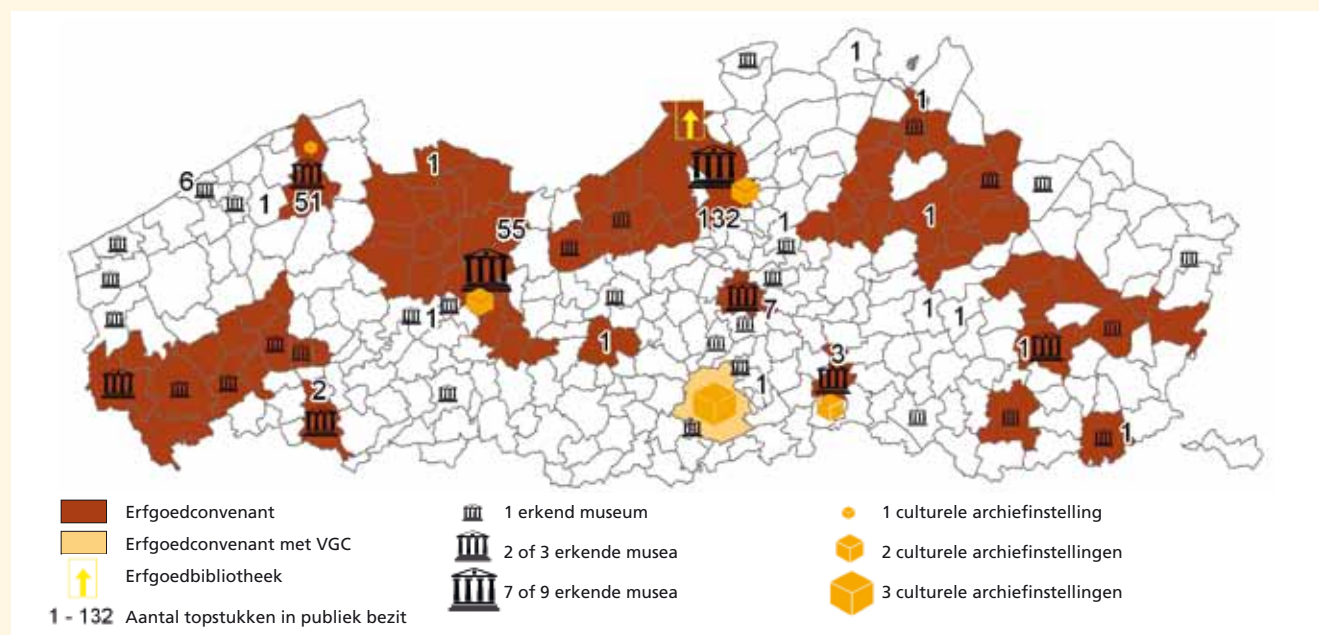 1
1
6
1
51
1
55
132
1
1
7
1
1
1
1
1
3
1
2
1
1
Erfgoedconvenant
Erfgoedconvenant met VGC
Erfgoedbibliotheek
1 - 132 Aantal topstukken in publiek bezit
1 erkend museum
2 of 3 erkende musea
7 of 9 erkende musea
1 culturele archiefinstelling
2 culturele archiefinstellingen
3 culturele archiefinstellingen